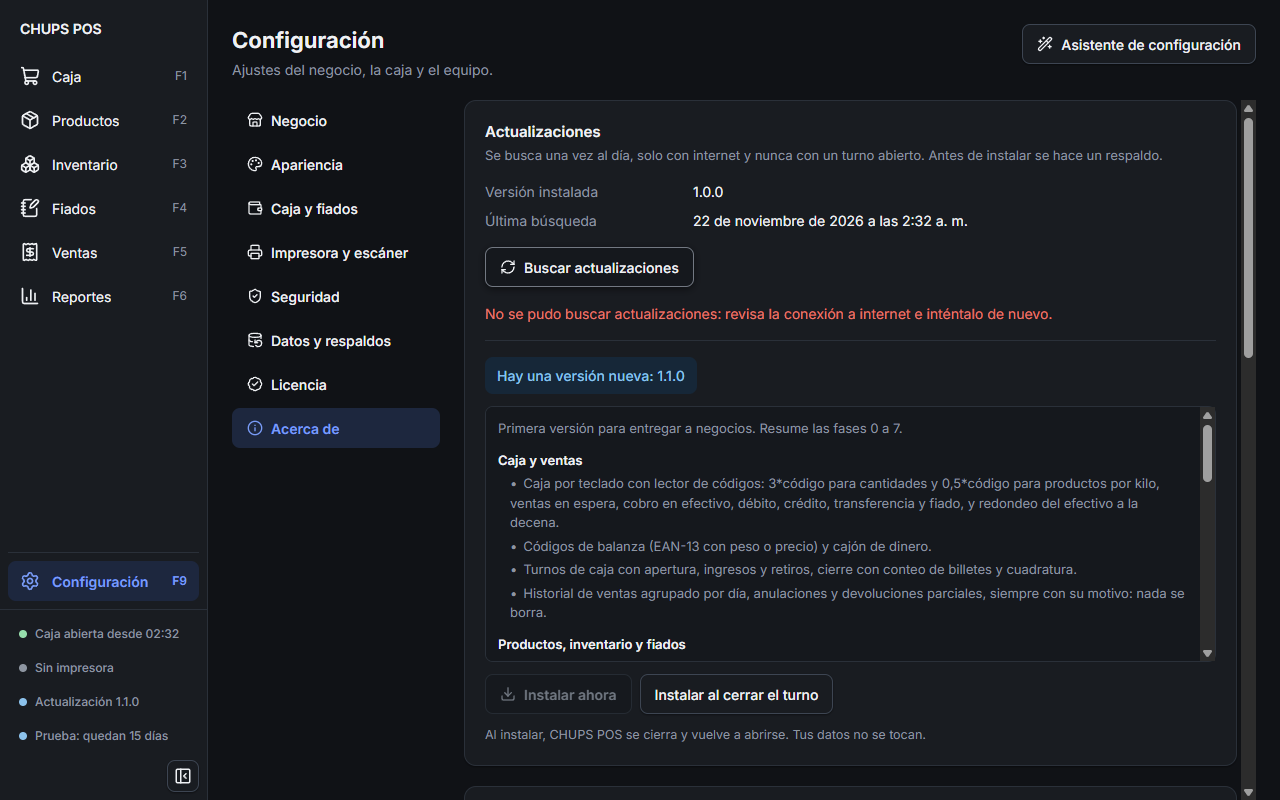 CHUPS POS
Caja F1
Productos F2
Inventario F3
Fiados F4
Ventas F5
Reportes F6
Configuración F9
Caja abierta desde 02:32
Sin impresora
Actualización 1.1.0
Prueba: quedan 15 días
Configuración
Ajustes del negocio, la caja y el equipo.
Asistente de configuración
Negocio
Apariencia
Caja y fiados
Impresora y escáner
Seguridad
Datos y respaldos
Licencia
Acerca de
Actualizaciones
Se busca una vez al día, solo con internet y nunca con un turno abierto. Antes de instalar se hace un respaldo.
Versión instalada 1.0.0
Última búsqueda 22 de noviembre de 2026 a las 2:32 a. m.
Buscar actualizaciones
No se pudo buscar actualizaciones: revisa la conexión a internet e inténtalo de nuevo.
Hay una versión nueva: 1.1.0
Primera versión para entregar a negocios. Resume las fases 0 a 7.
Caja y ventas
• Caja por teclado con lector de códigos: 3*código para cantidades y 0,5*código para productos por kilo,
ventas en espera, cobro en efectivo, débito, crédito, transferencia y fiado, y redondeo del efectivo a la
decena.
• Códigos de balanza (EAN-13 con peso o precio) y cajón de dinero.
• Turnos de caja con apertura, ingresos y retiros, cierre con conteo de billetes y cuadratura.
• Historial de ventas agrupado por día, anulaciones y devoluciones parciales, siempre con su motivo: nada se
borra.
Productos, inventario y fiados
Instalar ahora
Instalar al cerrar el turno
Al instalar, CHUPS POS se cierra y vuelve a abrirse. Tus datos no se tocan.